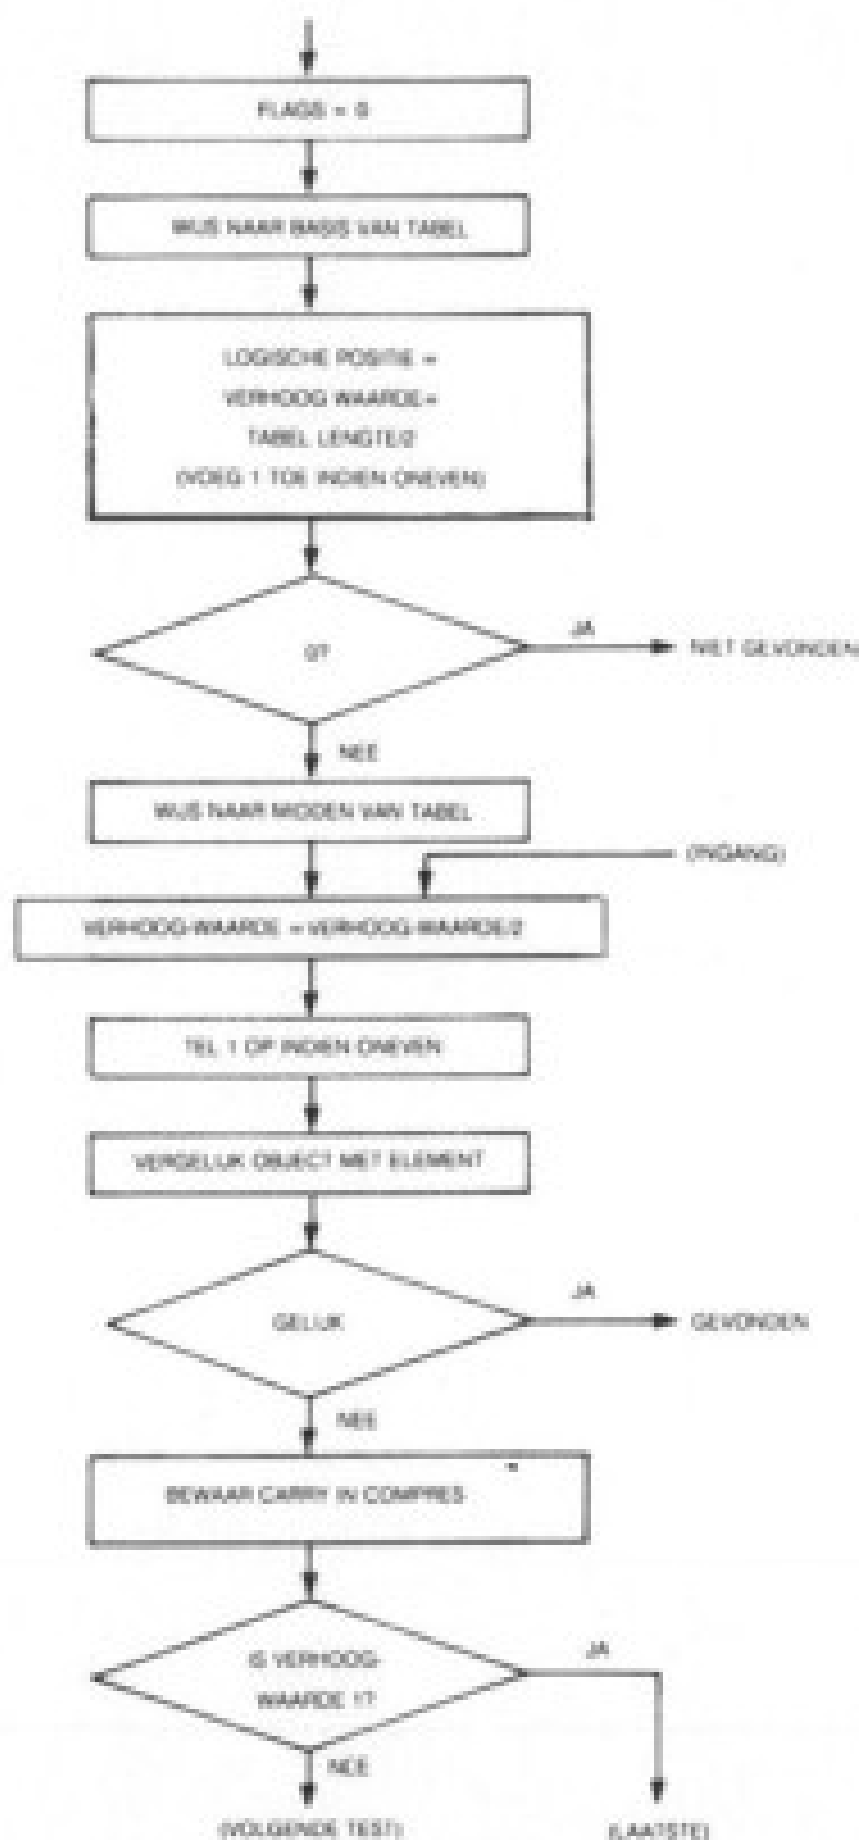 FLAGS = 0
WIJS NAAR BASIS VAN TABEL
LOGISCHE POSITIE =
VERHOOG WAARDE=
TABEL LENGTE/2
(VOEG 1 TOE INDIEN ONEVEN)
0?
JA
NIET GEVONDEN
NEE
WIJS NAAR MIDDEN VAN TABEL
(INGANG)
VERHOOG-WAARDE = VERHOOG-WAARDE/2
TEL 1 OP INDIEN ONEVEN
VERGELIJK OBJECT MET ELEMENT
GELIJK
JA
GEVONDEN
NEE
BEWAAR CARRY IN COMPRES
IS VERHOOG-
WAARDE 1?
JA
NEE
(VOLGENDE TEST)
(LAATSTE)